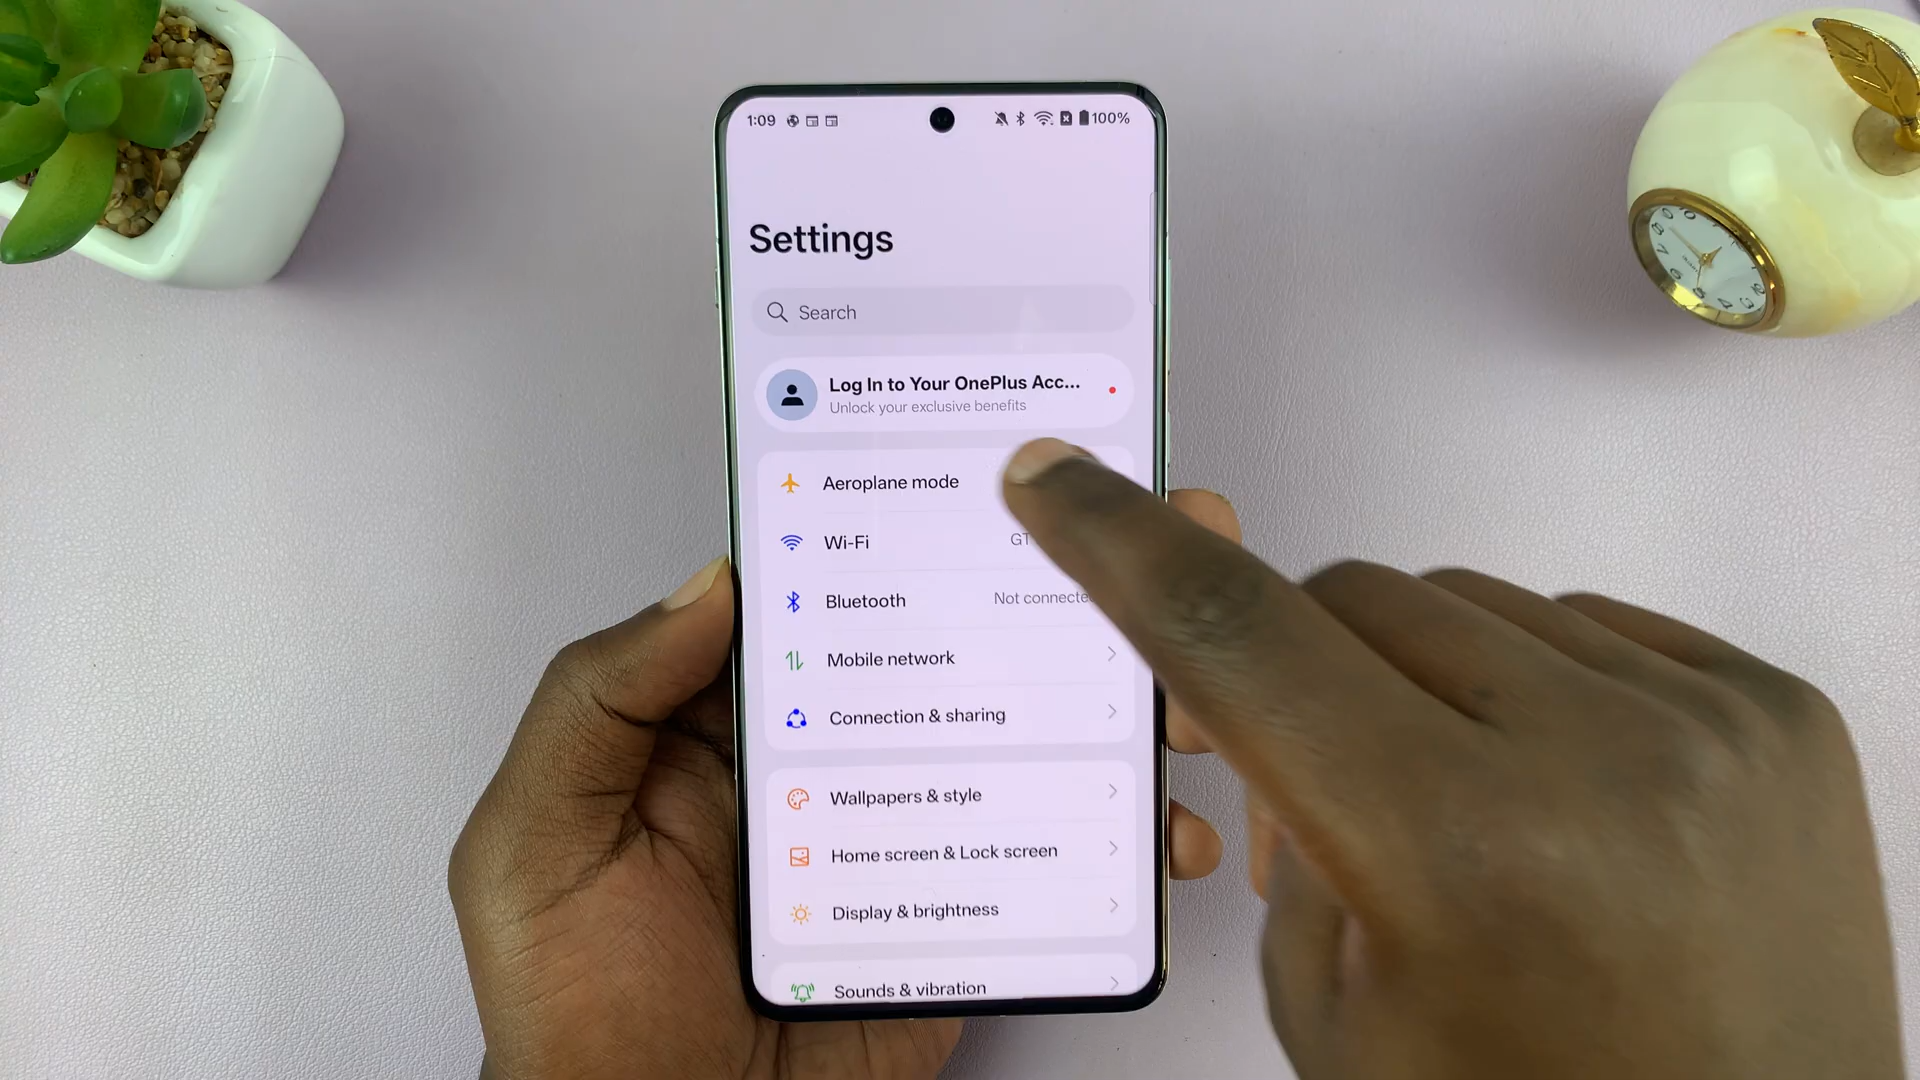 1:09
100%
Settings
Search
Log In to Your OnePlus Acc...
Unlock your exclusive benefits
Aeroplane mode
Wi-Fi
GT
Bluetooth
Not connected
Mobile network
Connection & sharing
Wallpapers & style
Home screen & Lock screen
Display & brightness
Sounds & vibration